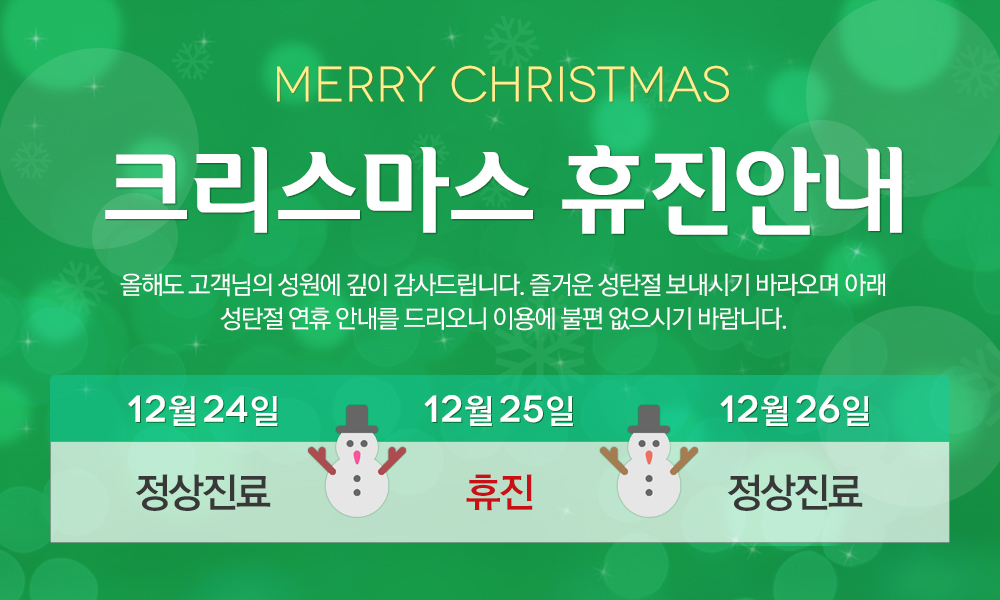 MERRY CHRISTMAS
크리스마스 휴진안내
올해도 고객님의 성원에 깊이 감사드립니다. 즐거운 성탄절 보내시기 바라오며 아래
성탄절 연휴 안내를 드리오니 이용에 불편 없으시기 바랍니다.
12월 24일 12월 25일 12월 26일
정상진료 휴진 정상진료